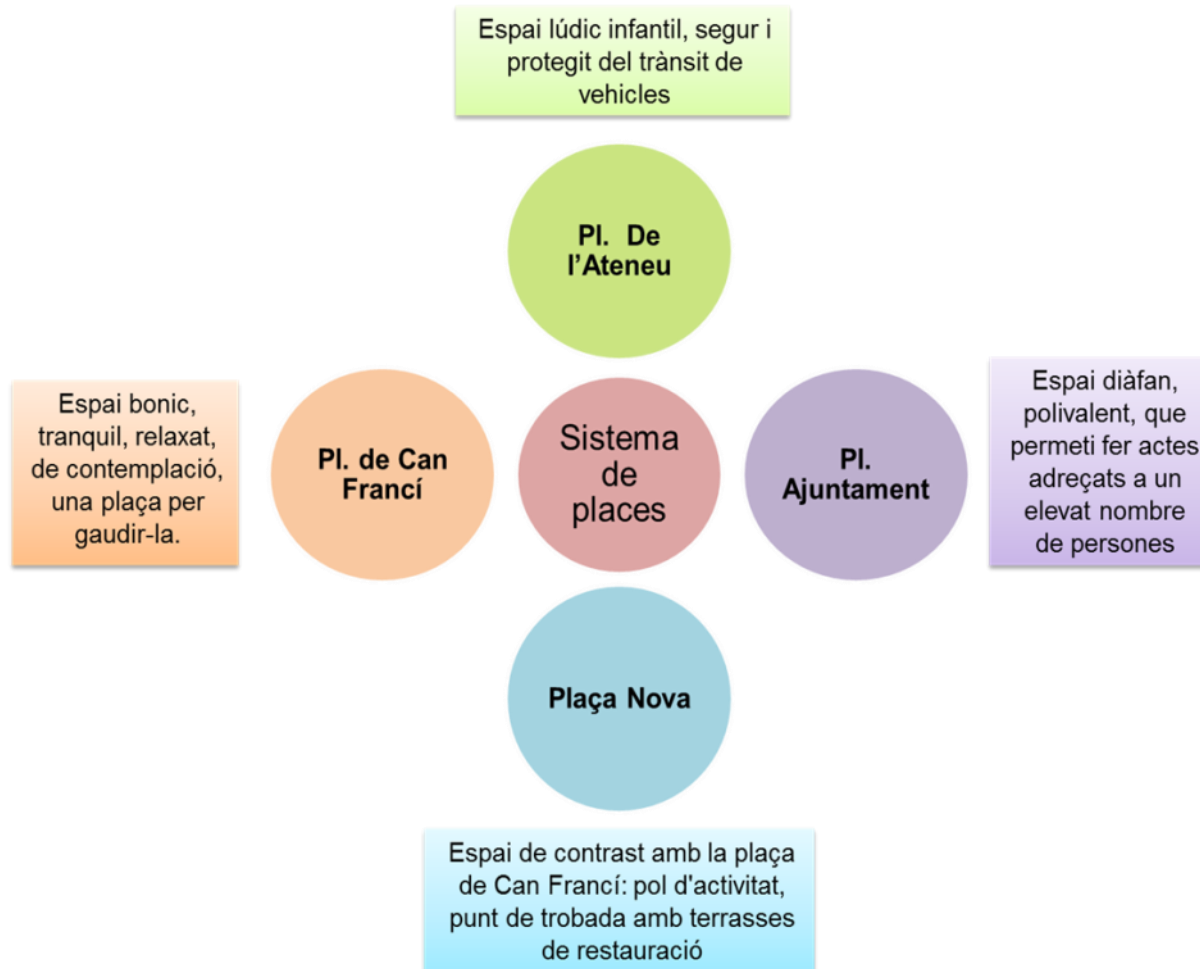 Espai lúdic infantil, segur i
protegit del trànsit de
vehicles
Pl. De
l'Ateneu
Espai bonic,
tranquil, relaxat,
de contemplació,
una plaça per
gaudir-la.
Pl. de Can
Francí
Sistema
de
places
Pl.
Ajuntament
Espai diàfan,
polivalent, que
permeti fer actes
adreçats a un
elevat nombre
de persones
Plaça Nova
Espai de contrast amb la plaça
de Can Francí: pol d'activitat,
punt de trobada amb terrasses
de restauració